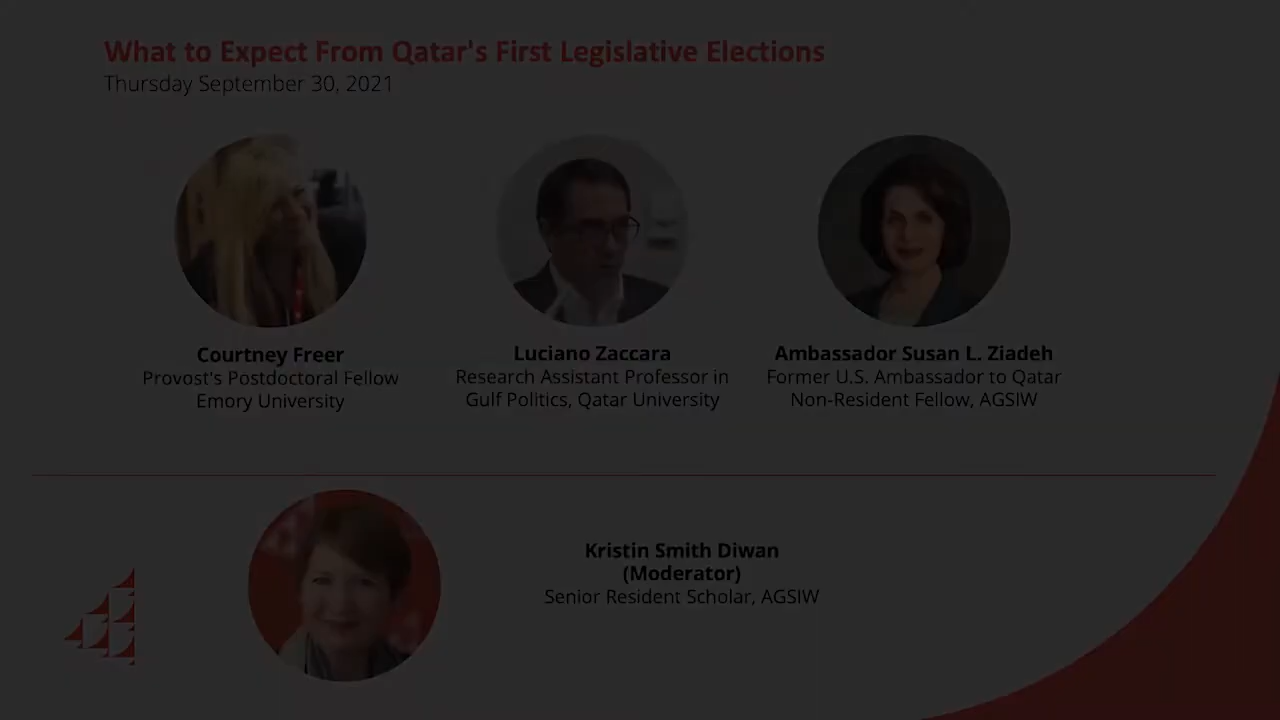 What to Expect From Qatar's First Legislative Elections
Thursday September 30, 2021
Courtney Freer
Provost's Postdoctoral Fellow
Emory University
Luciano Zaccara
Research Assistant Professor in
Gulf Politics, Qatar University
Ambassador Susan L. Ziadeh
Former U.S. Ambassador to Qatar
Non-Resident Fellow, AGSIW
Kristin Smith Diwan
(Moderator)
Senior Resident Scholar, AGSIW